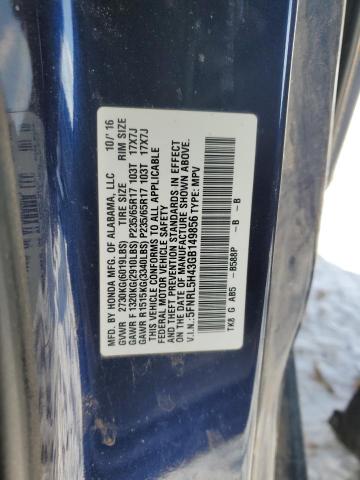 MFD. BY HONDA MFG. OF ALABAMA, LLC 10/ 16
GVWR 2730KG(6019LBS) TIRE SIZE RIM SIZE
GAWR F 1320KG(2910LBS) P235/65R17 103T 17X7J
GAWR R 1515KG(3340LBS) P235/65R17 103T 17X7J
THIS VEHICLE CONFORMS TO ALL APPLICABLE
FEDERAL MOTOR VEHICLE SAFETY
AND THEFT PREVENTION STANDARDS IN EFFECT
ON THE DATE OF MANUFACTURE SHOWN ABOVE.
V.I.N.: 5FNRL5H43GB149856 TYPE: MPV
TK8 G AB5 -B588P - B - B